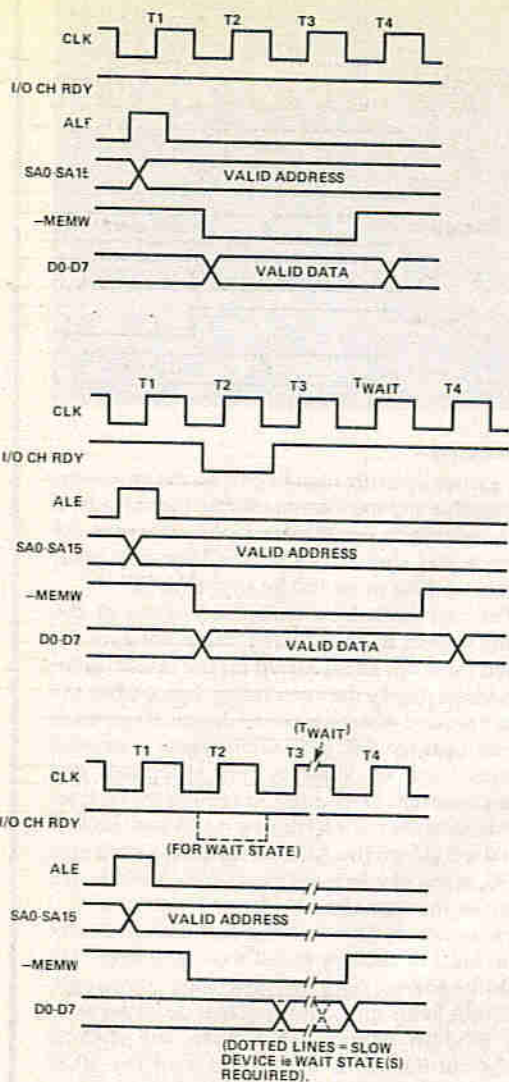 T1 T2 T3 T4
CLK
I/O CH RDY
ALE
SA0-SA15
VALID ADDRESS
–MEMW
D0-D7
VALID DATA
T1 T2 T3 TWAIT T4
CLK
I/O CH RDY
ALE
SA0-SA15
VALID ADDRESS
–MEMW
D0-D7
VALID DATA
(TWAIT)
T1 T2 T3 T4
CLK
I/O CH RDY
(FOR WAIT STATE)
ALE
SA0-SA15
VALID ADDRESS
–MEMW
D0-D7
(DOTTED LINES = SLOW
DEVICE is WAIT STATE(S)
REQUIRED).